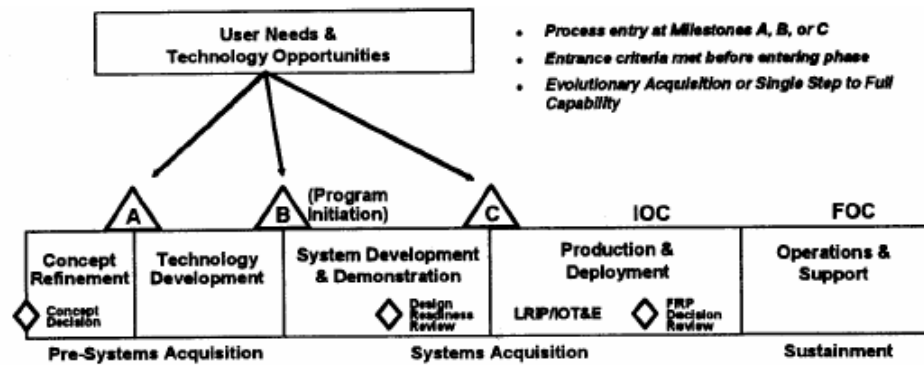 User Needs &
Technology Opportunities
• Process entry at Milestones A, B, or C
• Entrance criteria met before entering phase
• Evolutionary Acquisition or Single Step to Full
Capability
A
B
(Program
Initiation)
C
IOC
FOC
Concept
Refinement
Technology
Development
System Development
& Demonstration
Production &
Deployment
Operations &
Support
Concept
Decision
Design
Readiness
Review
LRIP/IOT&E
FRP
Decision
Review
Pre-Systems Acquisition
Systems Acquisition
Sustainment